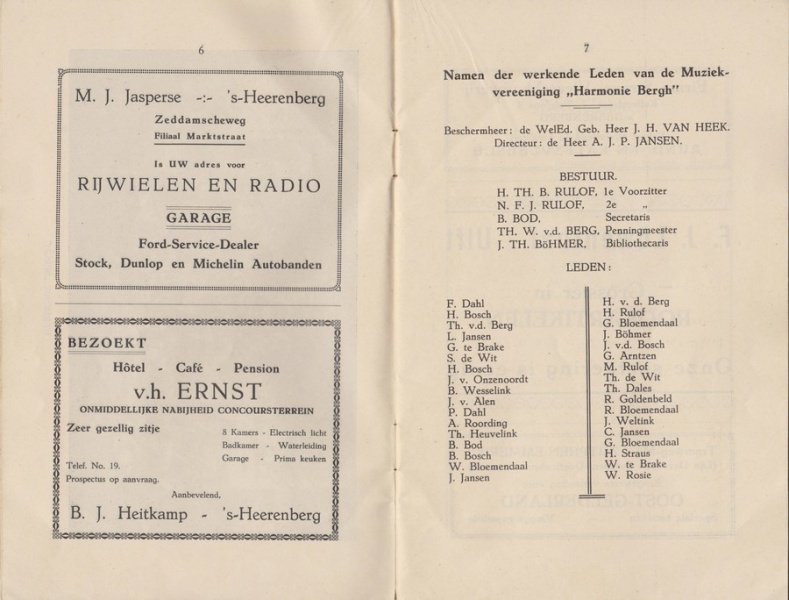 6
M. J. Jasperse -:- 's-Heerenberg
Zeddamscheweg
Filiaal Marktstraat
Is UW adres voor
RIJWIELEN EN RADIO
GARAGE
Ford-Service-Dealer
Stock, Dunlop en Michelin Autobanden
BEZOEKT
Hôtel - Café - Pension
v.h. ERNST
ONMIDDELLIJKE NABIJHEID CONCOURSTERREIN
Zeer gezellig zitje
8 Kamers - Electrisch licht
Badkamer - Waterleiding
Garage - Prima keuken
Telef. No. 19.
Prospectus op aanvraag.
Aanbevelend,
B. J. Heitkamp - 's-Heerenberg
7
Namen der werkende Leden van de Muziek-
vereeniging „Harmonie Bergh"
Beschermheer: de WelEd. Geb. Heer J. H. VAN HEEK.
Directeur: de Heer A. J. P. JANSEN.
BESTUUR.
H. TH. B. RULOF, 1e Voorzitter
N. F. J. RULOF, 2e „
B. BOD, Secretaris
TH. W. v.d. BERG, Penningmeester
J. TH. BöHMER, Bibliothecaris
LEDEN:
F. Dahl
H. Bosch
Th. v.d. Berg
L. Jansen
G. te Brake
S. de Wit
H. Bosch
J. v. Onzenoordt
B. Wesselink
J. v. Alen
P. Dahl
A. Roording
Th. Heuvelink
B. Bod
B. Bosch
W. Bloemendaal
J. Jansen
H. v. d. Berg
H. Rulof
G. Bloemendaal
J. Böhmer
J. v.d. Bosch
G. Arntzen
M. Rulof
Th. de Wit
Th. Dales
R. Goldenbeld
R. Bloemendaal
J. Weltink
C. Jansen
G. Bloemendaal
H. Straus
W. te Brake
W. Rosie